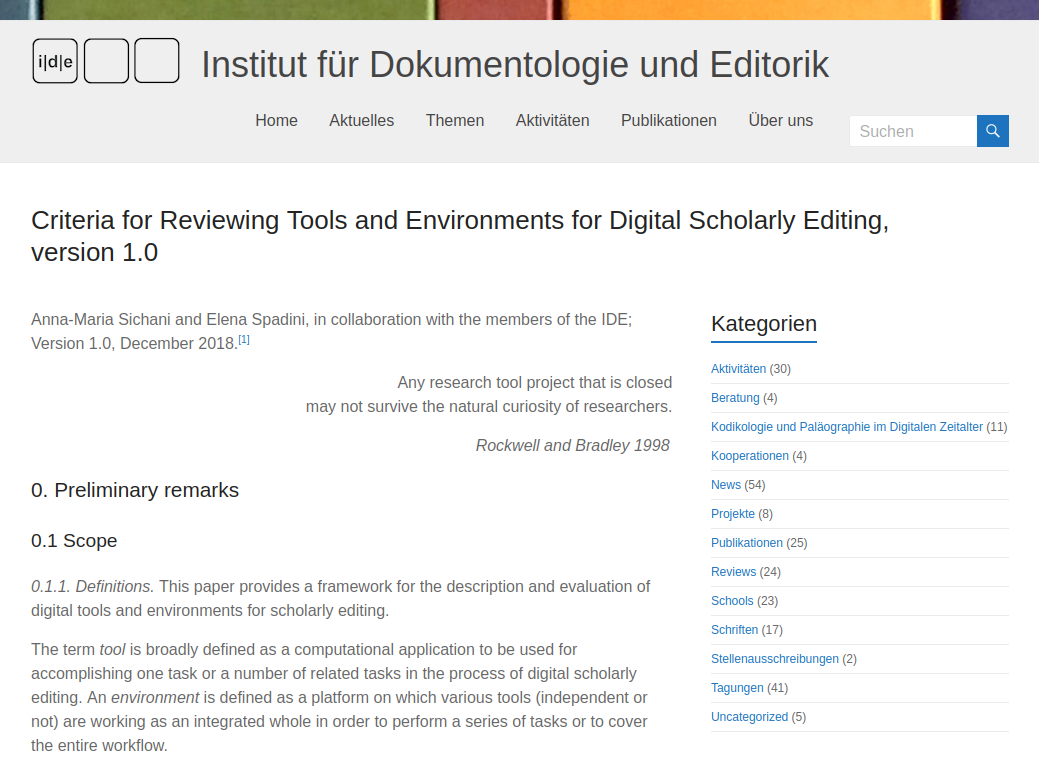 i|d|e
Institut für Dokumentologie und Editorik
Home Aktuelles Themen Aktivitäten Publikationen Über uns
Suchen
Criteria for Reviewing Tools and Environments for Digital Scholarly Editing,
version 1.0
Anna-Maria Sichani and Elena Spadini, in collaboration with the members of the IDE;
Version 1.0, December 2018.[1]
Any research tool project that is closed
may not survive the natural curiosity of researchers.
Rockwell and Bradley 1998
0. Preliminary remarks
0.1 Scope
0.1.1. Definitions. This paper provides a framework for the description and evaluation of
digital tools and environments for scholarly editing.
The term tool is broadly defined as a computational application to be used for
accomplishing one task or a number of related tasks in the process of digital scholarly
editing. An environment is defined as a platform on which various tools (independent or
not) are working as an integrated whole in order to perform a series of tasks or to cover
the entire workflow.
Kategorien
Aktivitäten (30)
Beratung (4)
Kodikologie und Paläographie im Digitalen Zeitalter (11)
Kooperationen (4)
News (54)
Projekte (8)
Publikationen (25)
Reviews (24)
Schools (23)
Schriften (17)
Stellenausschreibungen (2)
Tagungen (41)
Uncategorized (5)